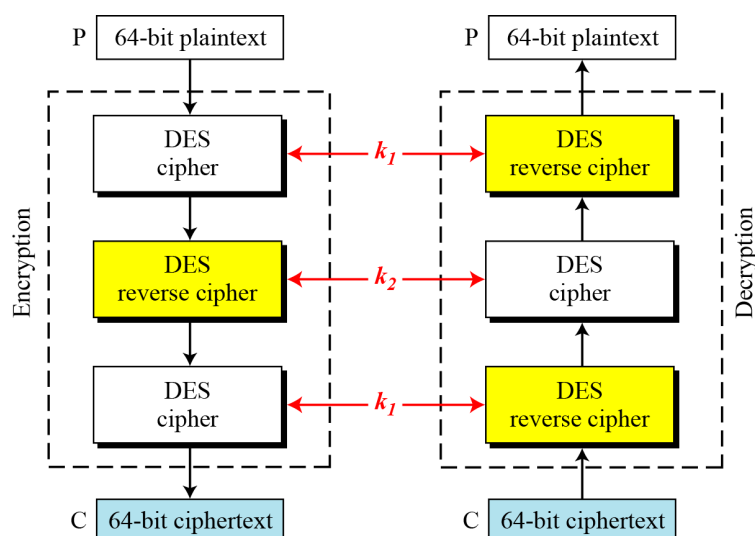 P 64-bit plaintext
P 64-bit plaintext
Encryption
DES
cipher
k1
DES
reverse cipher
DES
reverse cipher
k2
DES
cipher
DES
cipher
k1
DES
reverse cipher
Decryption
C 64-bit ciphertext
C 64-bit ciphertext